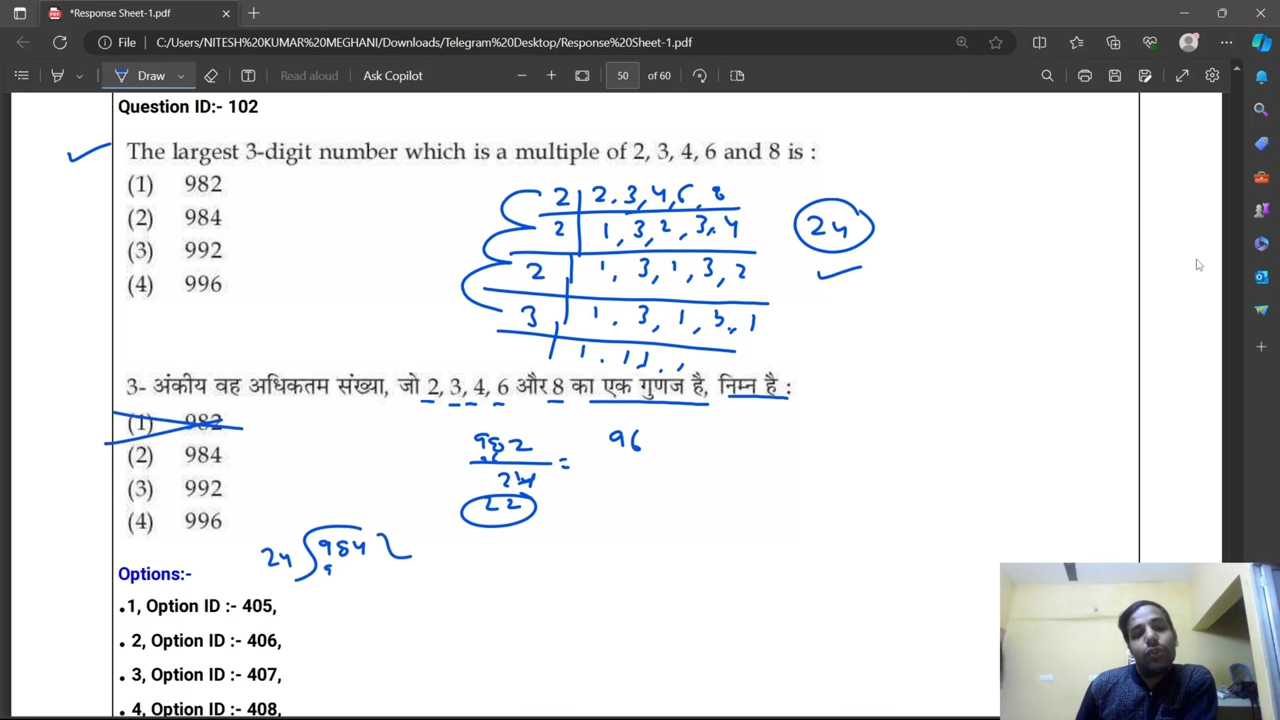 *Response Sheet-1.pdf
File C:/Users/NITESH%20KUMAR%20MEGHANI/Downloads/Telegram%20Desktop/Response%20Sheet-1.pdf
Draw Read aloud Ask Copilot 50 of 60
Question ID:- 102
The largest 3-digit number which is a multiple of 2, 3, 4, 6 and 8 is :
(1) 982
(2) 984
(3) 992
(4) 996
2 | 2, 3, 4, 6, 8
2 | 1, 3, 2, 3, 4
2 | 1, 3, 1, 3, 2
3 | 1, 3, 1, 3, 1
24
3- अंकीय वह अधिकतम संख्या, जो 2, 3, 4, 6 और 8 का एक गुणज है, निम्न है :
(1) 982
(2) 984
(3) 992
(4) 996
982
24
=
96
22
24 984
9
Options:-
.1, Option ID :- 405,
. 2, Option ID :- 406,
. 3, Option ID :- 407,
. 4, Option ID :- 408,